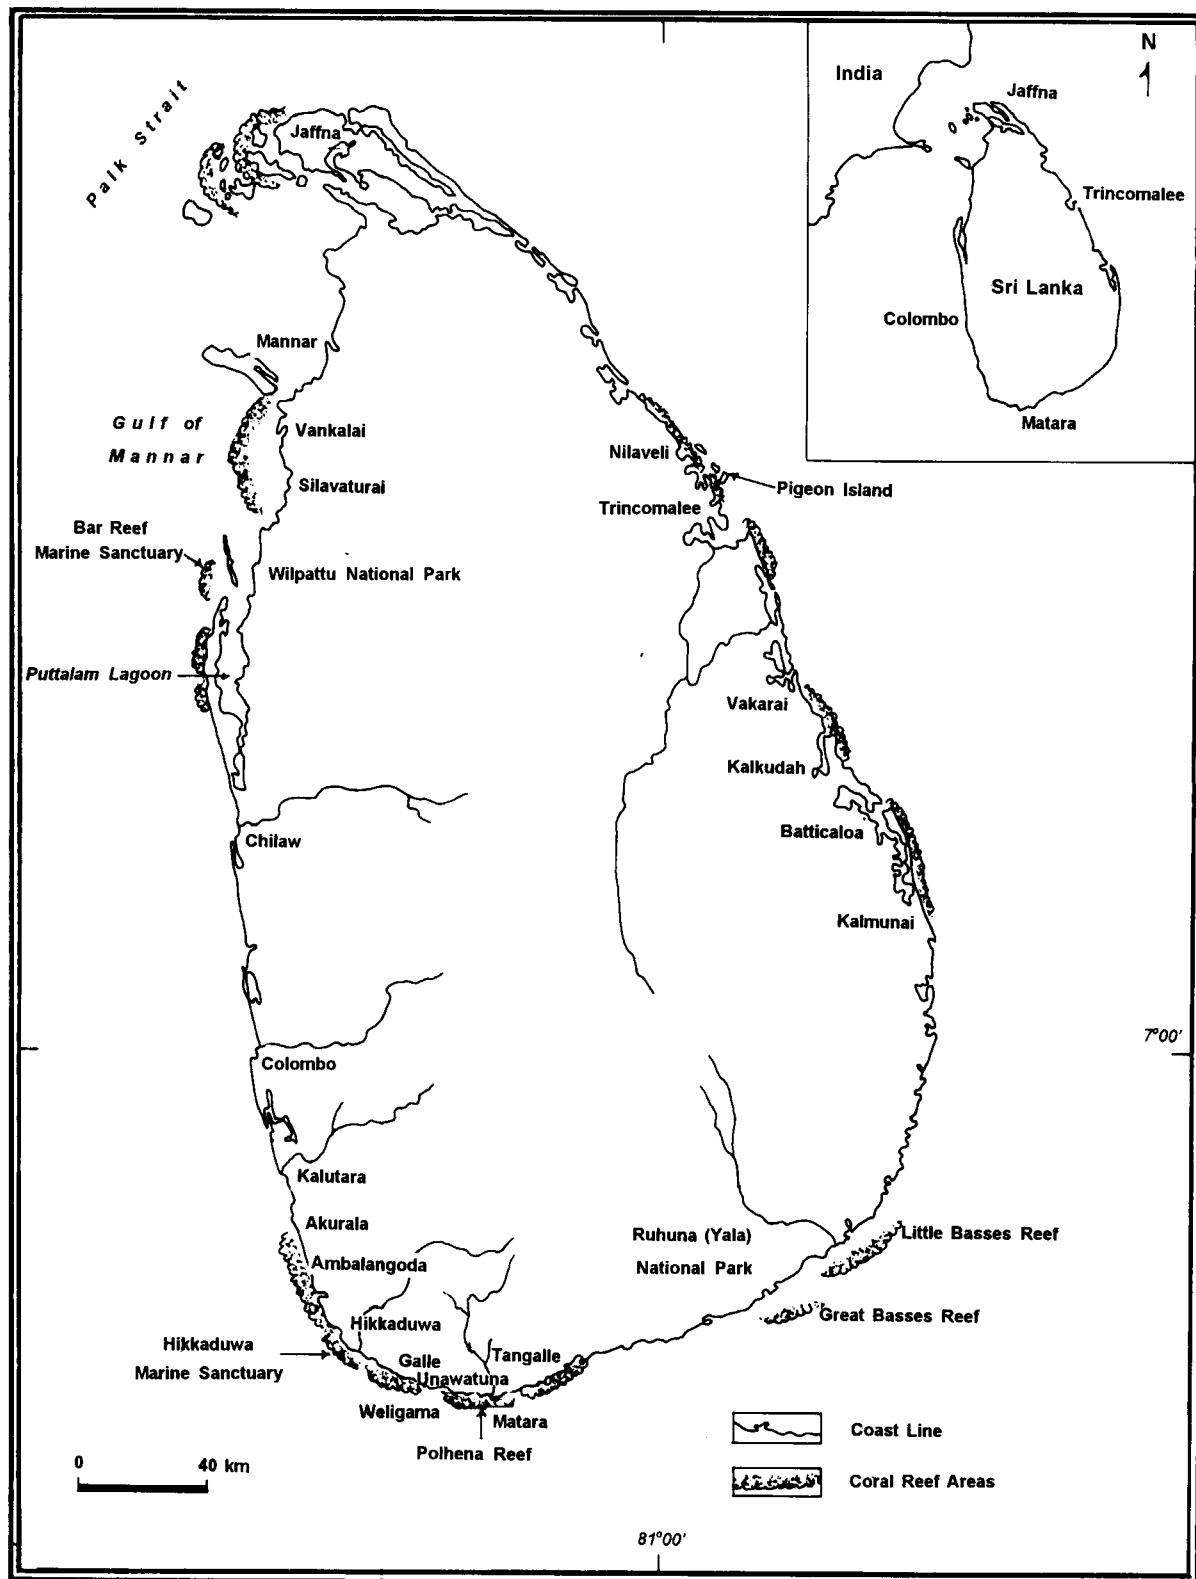 N
India
Jaffna
Trincomalee
Sri Lanka
Colombo
Matara
Palk Strait
Jaffna
Mannar
Gulf of
Mannar
Vankalai
Silavaturai
Nilaveli
Pigeon Island
Trincomalee
Bar Reef
Marine Sanctuary
Wilpattu National Park
Puttalam Lagoon
Vakarai
Kalkudah
Batticaloa
Chilaw
Kalmunai
7°00'
Colombo
Kalutara
Akurala
Ambalangoda
Ruhuna (Yala)
National Park
Little Basses Reef
Great Basses Reef
Hikkaduwa
Hikkaduwa
Marine Sanctuary
Galle
Unawatuna
Tangalle
Weligama
Matara
Polhena Reef
Coast Line
Coral Reef Areas
0 40 km
81°00'